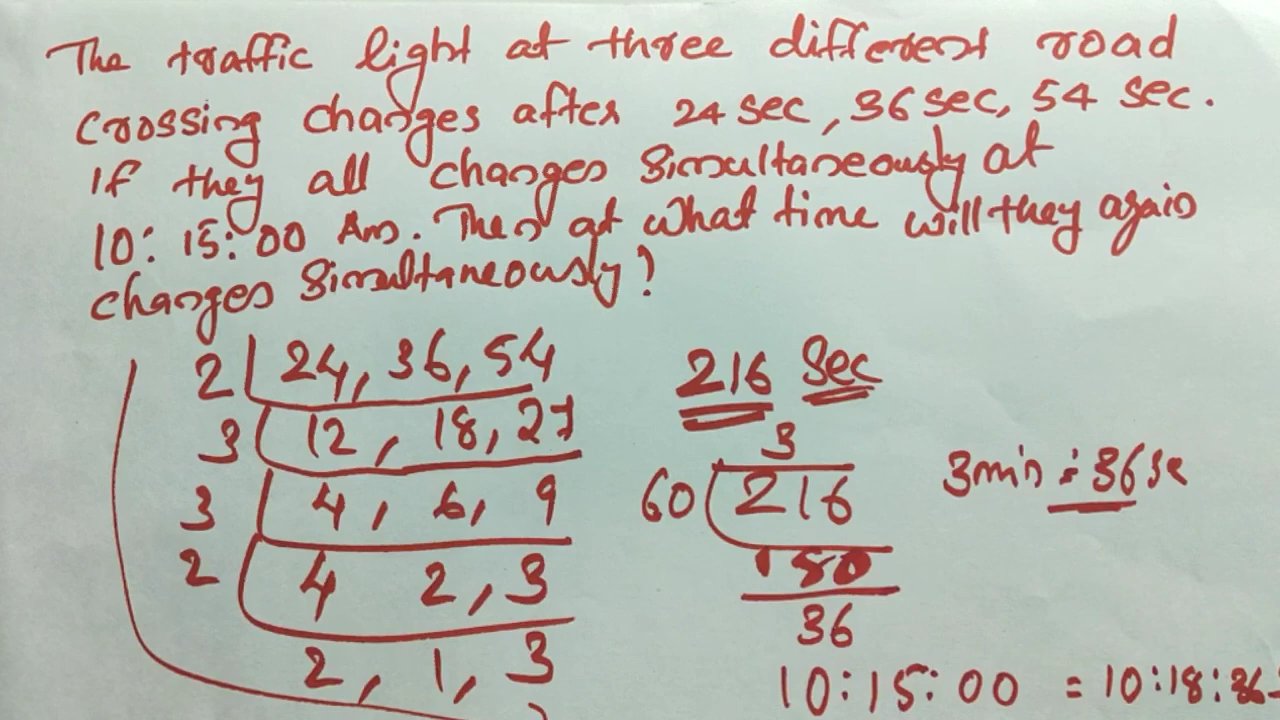 The traffic light at three different road
crossing changes after 24 sec, 36 sec, 54 sec.
If they all changes simultaneously at
10:15:00 Am. Then at what time will they again
changes simultaneously?
2 24, 36, 54
3 12, 18, 27
3 4, 6, 9
2 4 2, 3
2, 1, 3
216 sec
3
60 216
180
36
3min : 36se
10:15:00 = 10:18:36